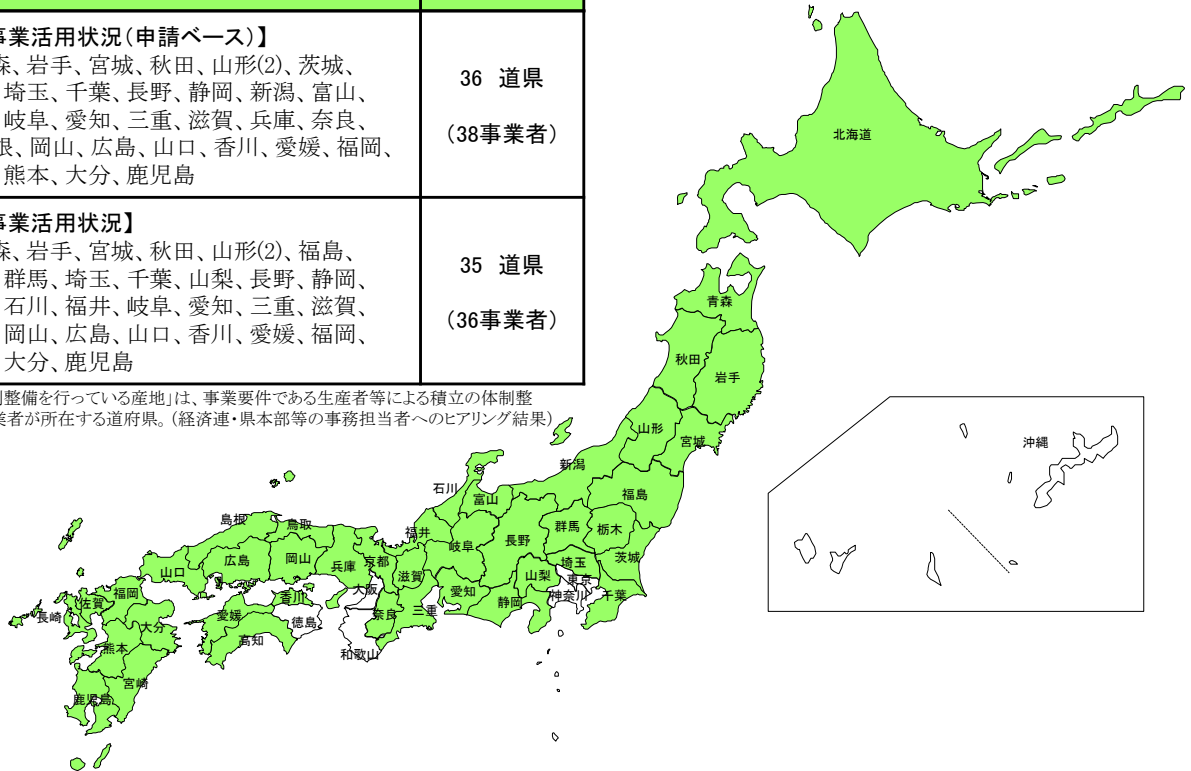 事業活用状況(申請ベース)】
森、岩手、宮城、秋田、山形(2)、茨城、
埼玉、千葉、長野、静岡、新潟、富山、
岐阜、愛知、三重、滋賀、兵庫、奈良、
根、岡山、広島、山口、香川、愛媛、福岡、
熊本、大分、鹿児島
36 道県
(38事業者)
事業活用状況】
森、岩手、宮城、秋田、山形(2)、福島、
群馬、埼玉、千葉、山梨、長野、静岡、
石川、福井、岐阜、愛知、三重、滋賀、
岡山、広島、山口、香川、愛媛、福岡、
大分、鹿児島
35 道県
(36事業者)
整備を行っている産地」は、事業要件である生産者等による積立の体制整
業者が所在する道府県。(経済連・県本部等の事務担当者へのヒアリング結果)
北海道
青森
秋田
岩手
山形
宮城
新潟
福島
石川
富山
群馬
栃木
茨城
長野
福井
岐阜
埼玉
東京
山梨
神奈川
千葉
静岡
愛知
滋賀
三重
京都
大阪
奈良
和歌山
兵庫
鳥取
島根
岡山
広島
山口
香川
徳島
愛媛
高知
福岡
佐賀
長崎
大分
熊本
宮崎
鹿児島
沖縄